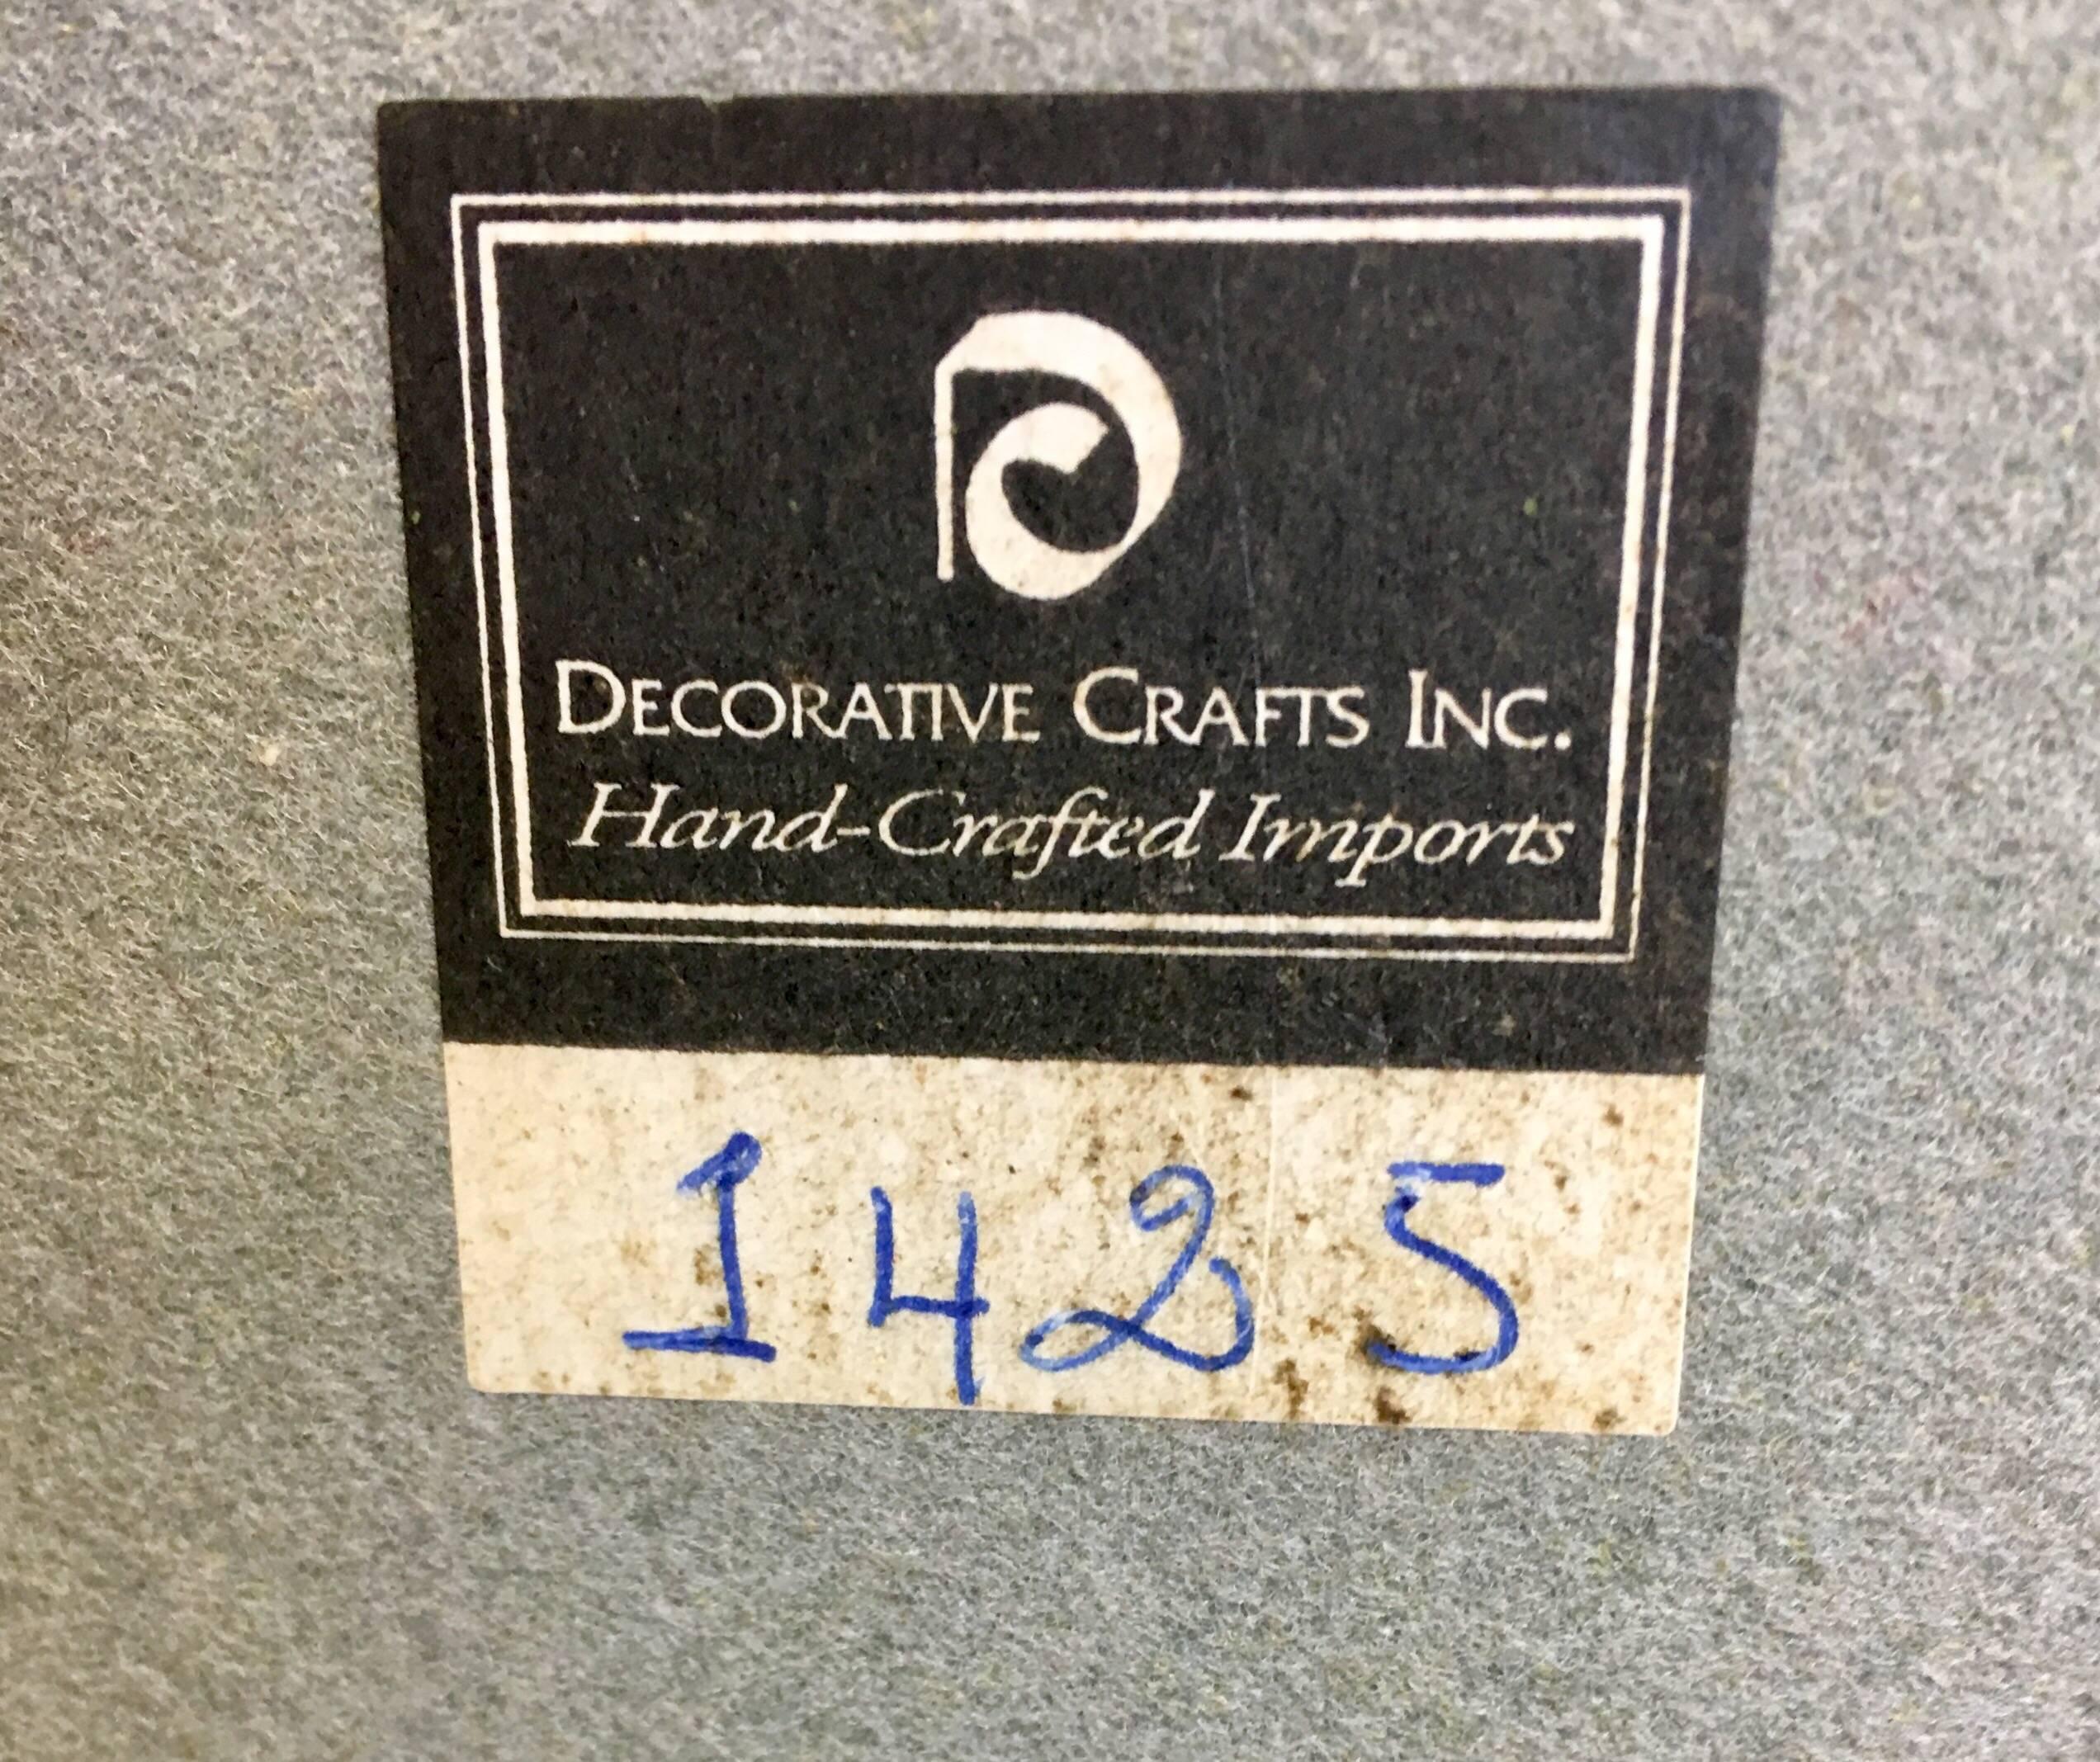 DECORATIVE CRAFTS INC.
Hand-Crafted Imports
1425